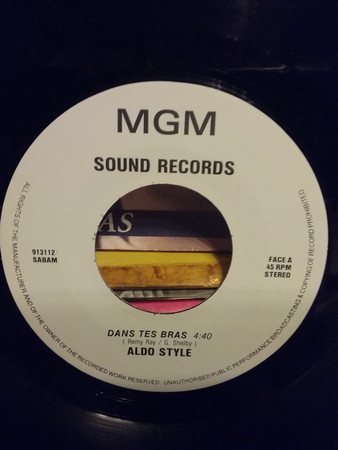 MGM
SOUND RECORDS
AS
913112
SABAM
FACE A
45 RPM
STEREO
DANS TES BRAS 4:40
( Remy Ray / G. Shelby )
ALDO STYLE
ALL RIGHTS OF THE MANUFACTURER AND OF THE OWNER OF THE RECORDED WORK RESERVED. UNAUTHORISED PUBLIC PERFORMANCE BROADCASTING & COPYING OF RECORD PROHIBITED.